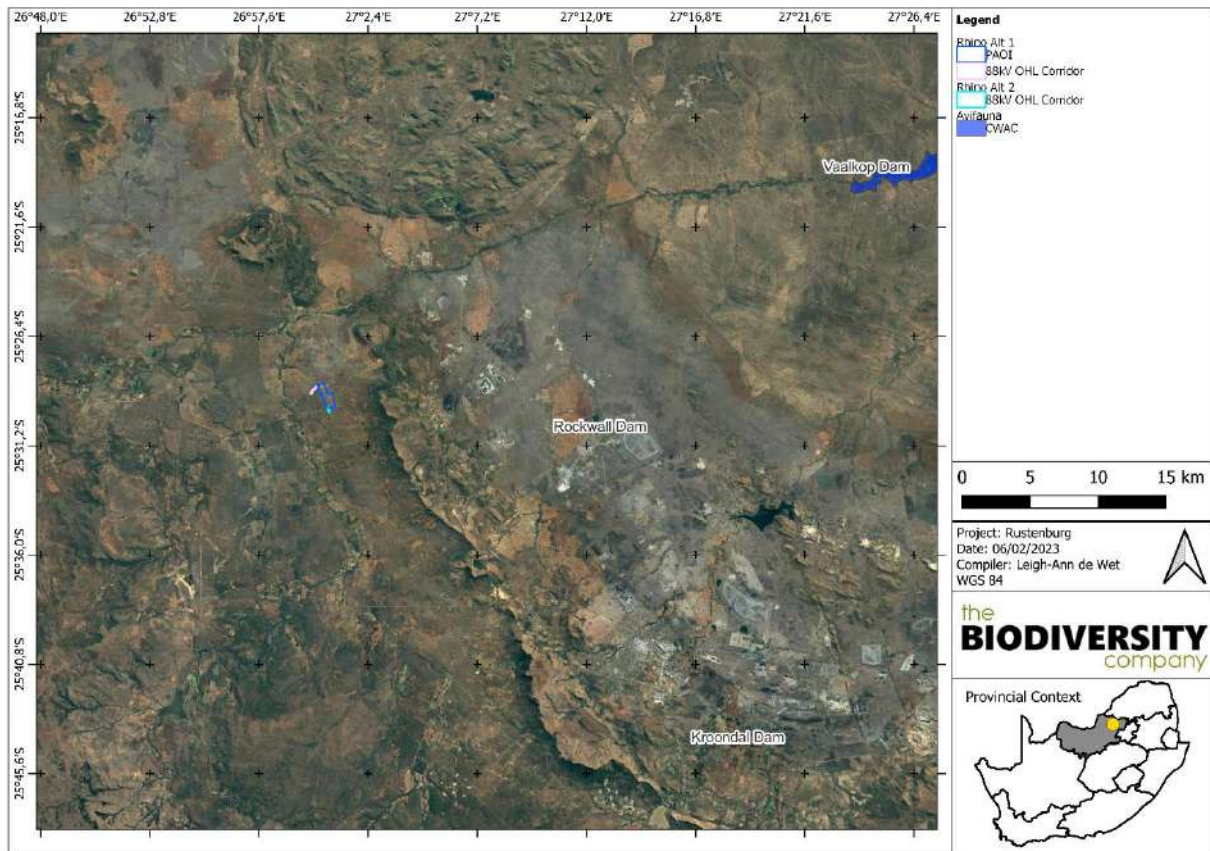 26°48,0'E 26°52,8'E 26°57,6'E 27°2,4'E 27°7,2'E 27°12,0'E 27°16,8'E 27°21,6'E 27°26,4'E
25°16,8'S
25°21,6'S
25°26,4'S
25°31,2'S
25°36,0'S
25°40,8'S
25°45,6'S
Vaalkop Dam
Rockwall Dam
Kroondal Dam
Legend
Rhino Alt 1
PAOI
88kV OHL Corridor
Rhino Alt 2
88kV OHL Corridor
Avifauna
CWAC
0 5 10 15 km
Project: Rustenburg
Date: 06/02/2023
Compiler: Leigh-Ann de Wet
WGS 84
the
BIODIVERSITY
company
Provincial Context